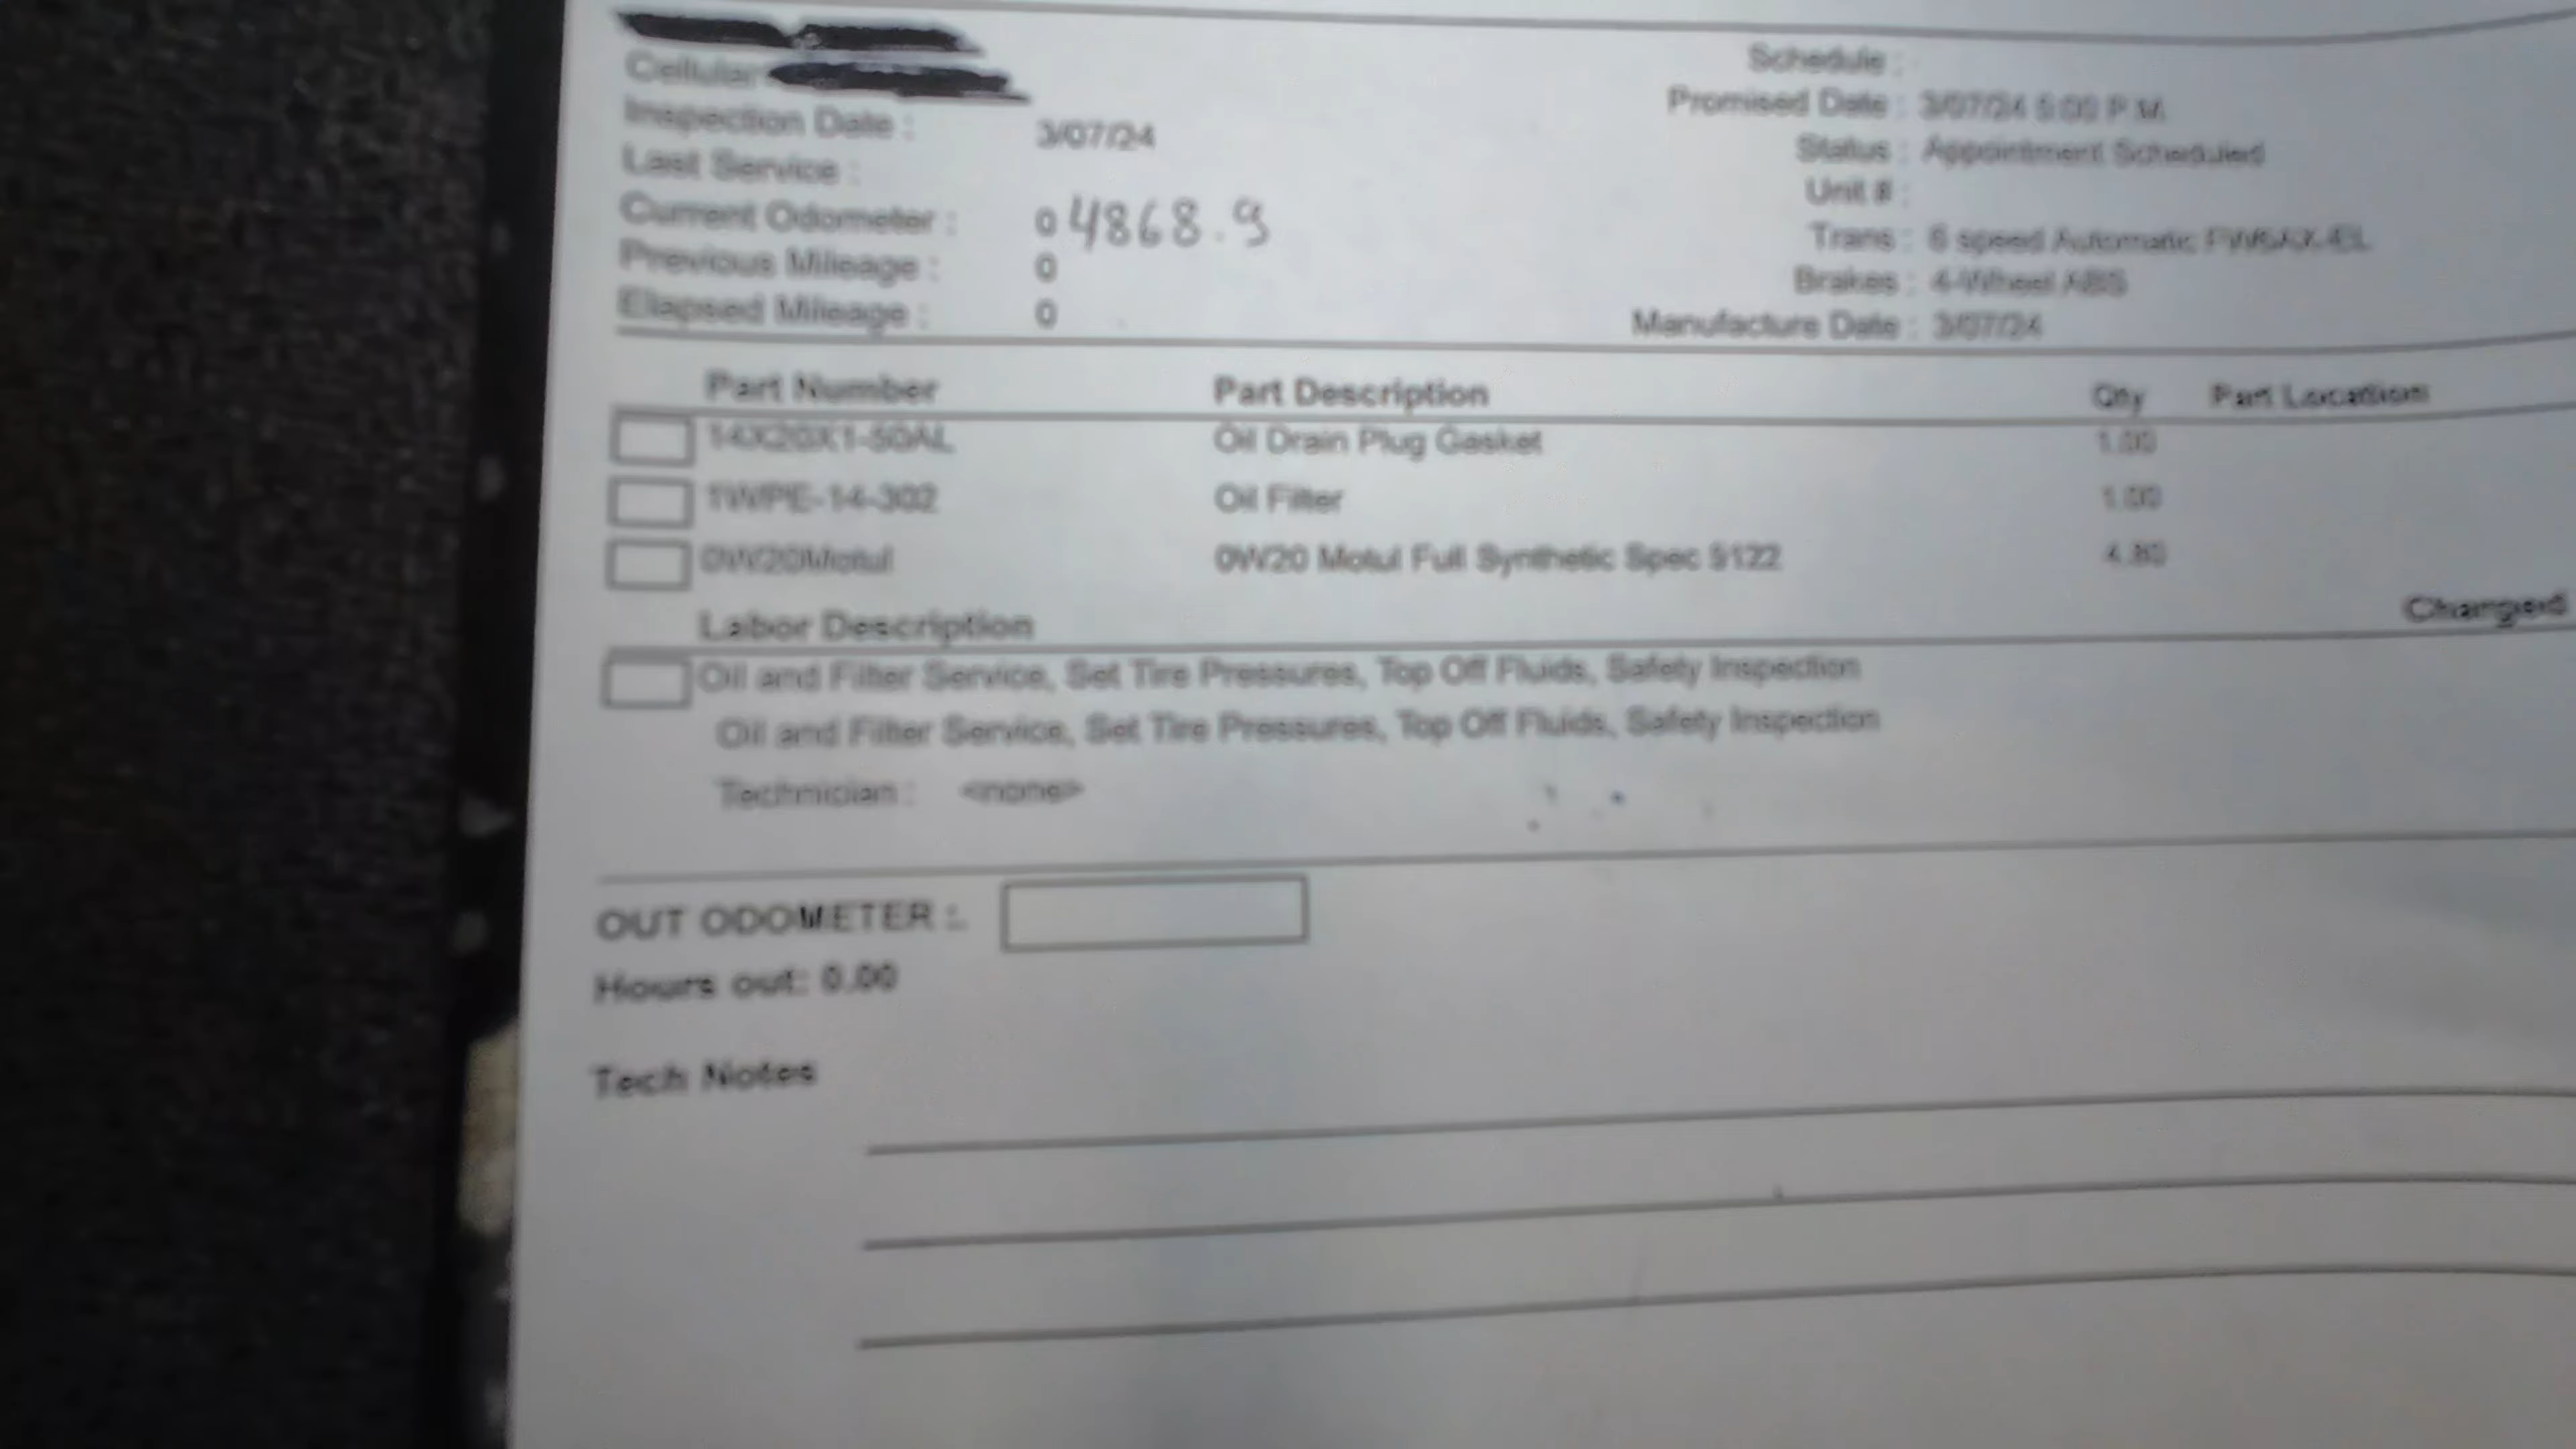 Cellular
Schedule :
Inspection Date : 3/07/24
Promised Date : 3/07/24 5:00 P.M.
Last Service :
Status : Appointment Scheduled
Unit # :
Current Odometer : 0 4868.9
Trans : 6 speed Automatic
Previous Mileage : 0
Brakes : 4-Wheel ABS
Elapsed Mileage : 0
Manufacture Date : 3/07/24
Part Number Part Description Qty Part Location
14X20X1-50AL Oil Drain Plug Gasket 1.00
1WPE-14-302 Oil Filter 1.00
0W20Motul 0W20 Motul Full Synthetic Spec 5122 4.80
Labor Description Charged
Oil and Filter Service, Set Tire Pressures, Top Off Fluids, Safety Inspection
Oil and Filter Service, Set Tire Pressures, Top Off Fluids, Safety Inspection
Technician : <none>
OUT ODOMETER :
Hours out: 0.00
Tech Notes